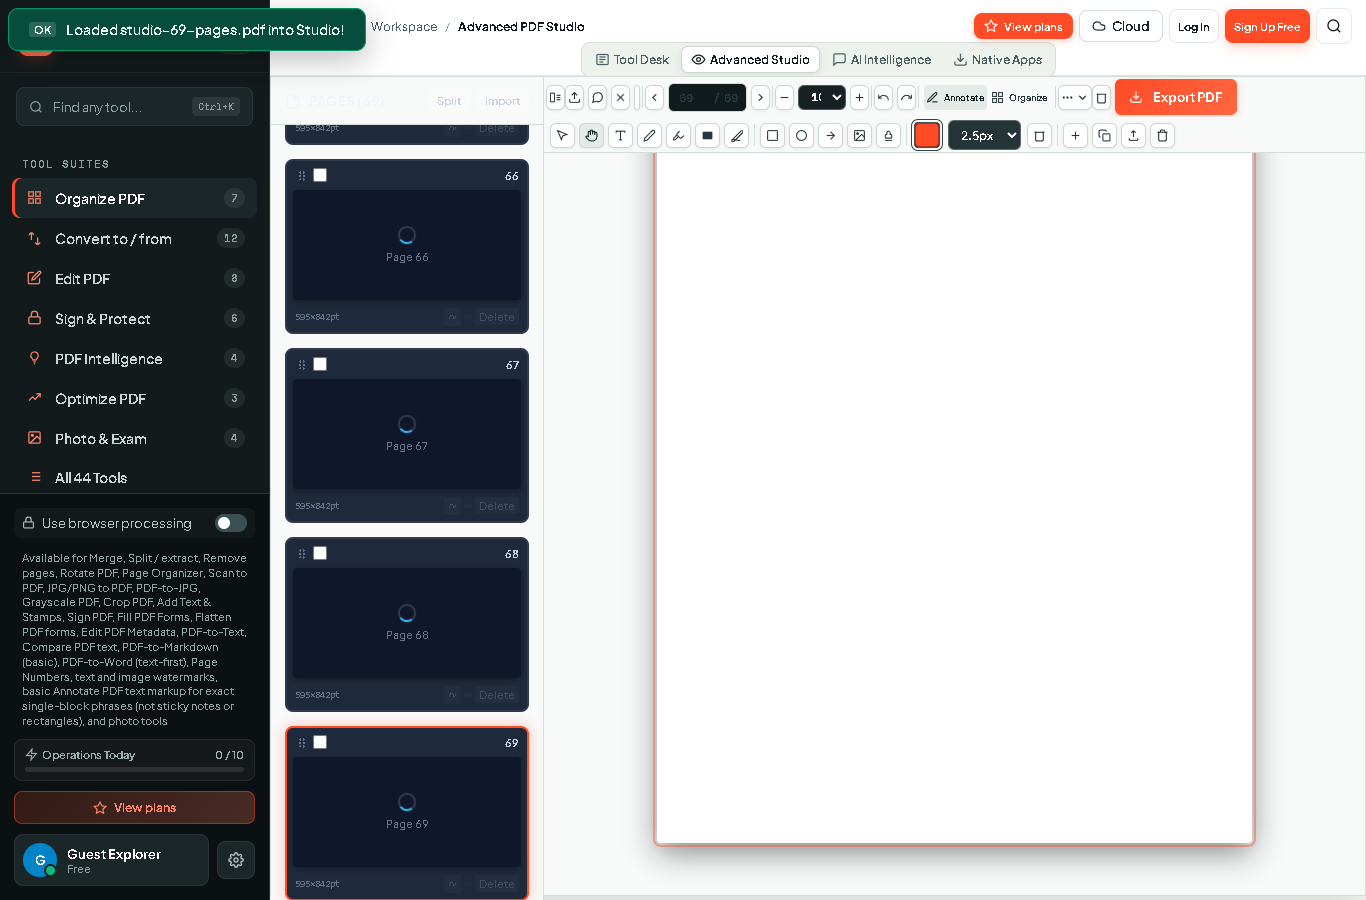 OK Loaded studio-69-pages.pdf into Studio!
Workspace / Advanced PDF Studio
View plans
Cloud
Log In
Sign Up Free
Tool Desk
Advanced Studio
AI Intelligence
Native Apps
Find any tool...
Ctrl+K
TOOL SUITES
Organize PDF 7
Convert to / from 12
Edit PDF 8
Sign & Protect 6
PDF Intelligence 4
Optimize PDF 3
Photo & Exam 4
All 44 Tools
Use browser processing
Available for Merge, Split / extract, Remove
pages, Rotate PDF, Page Organizer, Scan to
PDF, JPG/PNG to PDF, PDF-to-JPG,
Grayscale PDF, Crop PDF, Add Text &
Stamps, Sign PDF, Fill PDF Forms, Flatten
PDF forms, Edit PDF Metadata, PDF-to-Text,
Compare PDF text, PDF-to-Markdown
(basic), PDF-to-Word (text-first), Page
Numbers, text and image watermarks,
basic Annotate PDF text markup for exact
single-block phrases (not sticky notes or
rectangles), and photo tools
Operations Today 0 / 10
View plans
G
Guest Explorer
Free
PAGES (69)
Split
Import
66
Page 66
595×842pt
Delete
67
Page 67
595×842pt
Delete
68
Page 68
595×842pt
Delete
69
Page 69
595×842pt
Delete
69 / 69
Annotate
Organize
Export PDF
2.5px